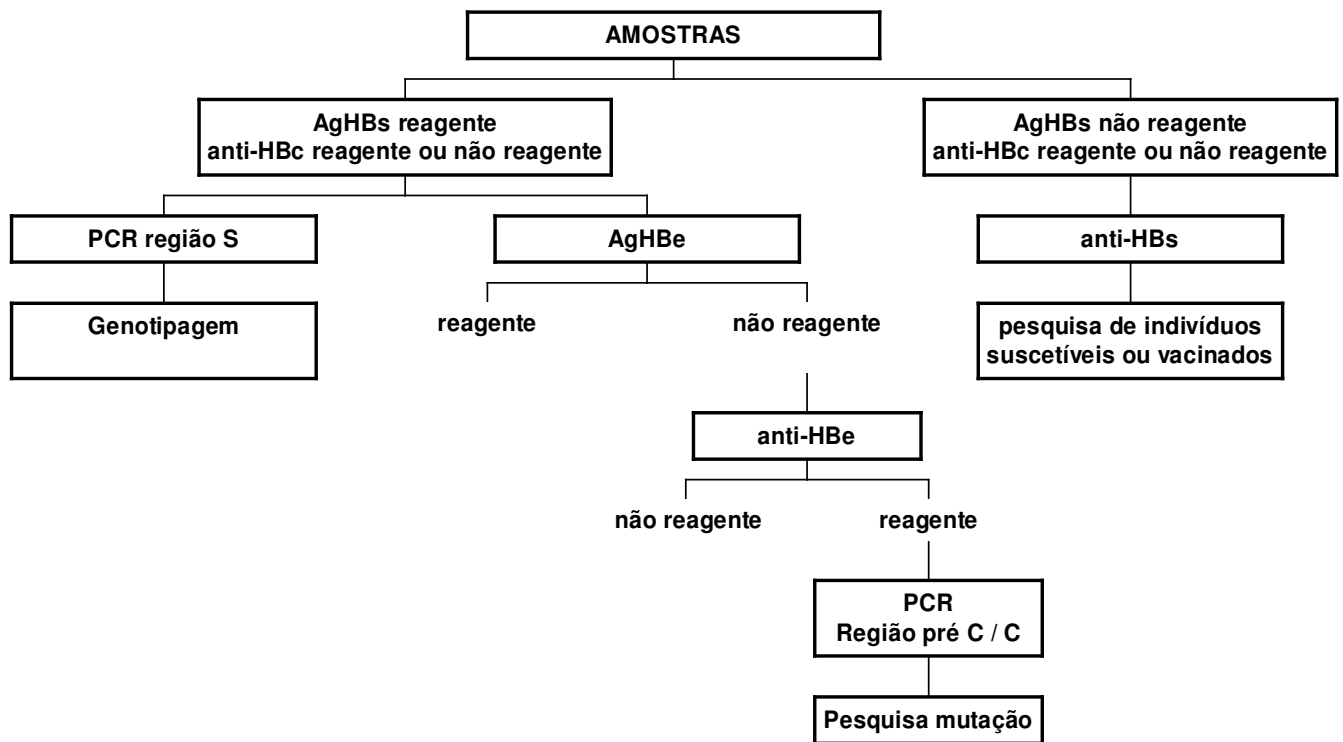 AMOSTRAS
AgHBs reagente
anti-HBc reagente ou não reagente
AgHBs não reagente
anti-HBc reagente ou não reagente
PCR região S
AgHBe
anti-HBs
Genotipagem
reagente
não reagente
pesquisa de indivíduos
suscetíveis ou vacinados
anti-HBe
não reagente
reagente
PCR
Região pré C / C
Pesquisa mutação